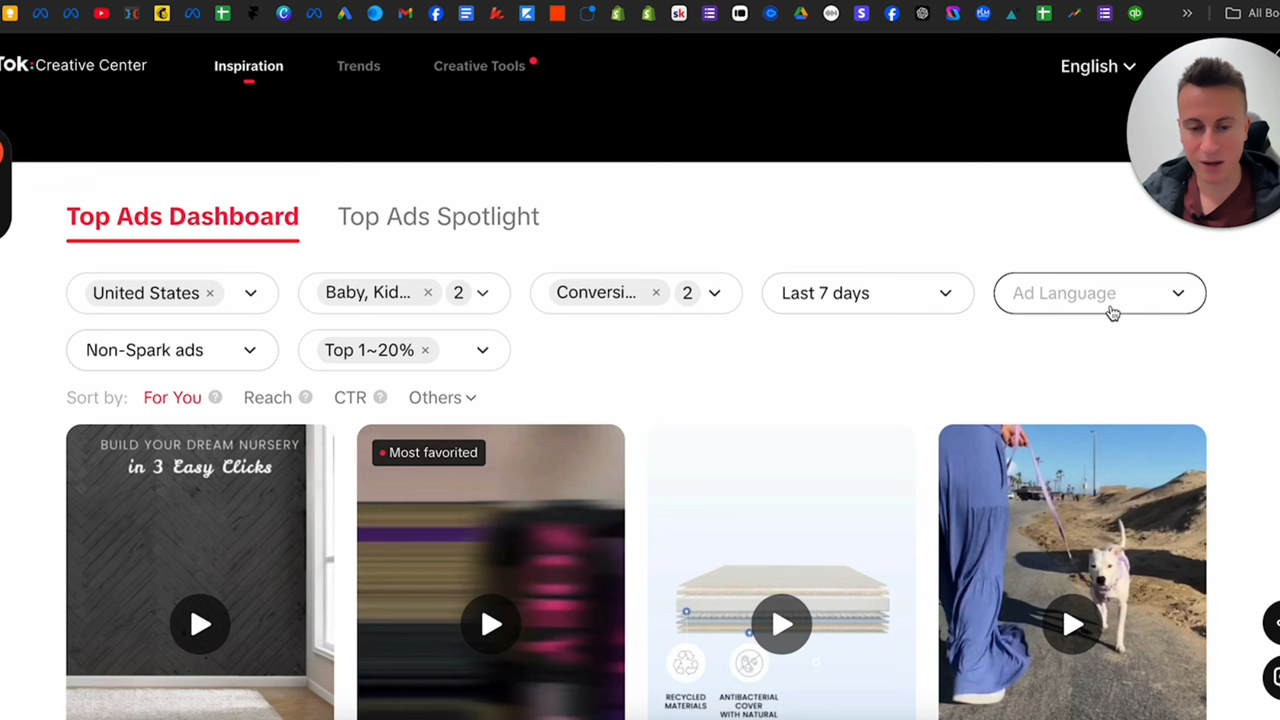 All Bo
Tok:Creative Center
Inspiration
Trends
Creative Tools
English
Top Ads Dashboard
Top Ads Spotlight
United States ×
Baby, Kid... × 2
Conversi... × 2
Last 7 days
Ad Language
Non-Spark ads
Top 1~20% ×
Sort by: For You ? Reach ? CTR ? Others
BUILD YOUR DREAM NURSERY
in 3 Easy Clicks
Most favorited
RECYCLED
MATERIALS
ANTIBACTERIAL
COVER
WITH NATURAL